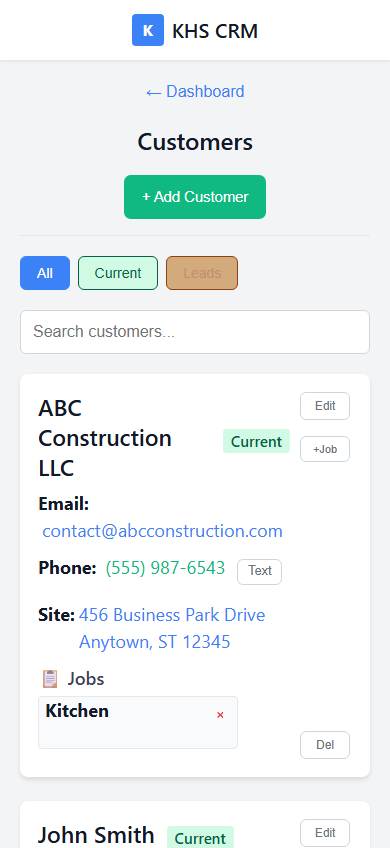 K KHS CRM
← Dashboard
Customers
+ Add Customer
All Current Leads
Search customers...
ABC
Construction
LLC
Current
Edit
+Job
Email:
contact@abcconstruction.com
Phone: (555) 987-6543 Text
Site: 456 Business Park Drive
Anytown, ST 12345
📋 Jobs
Kitchen ×
Del
John Smith Current Edit